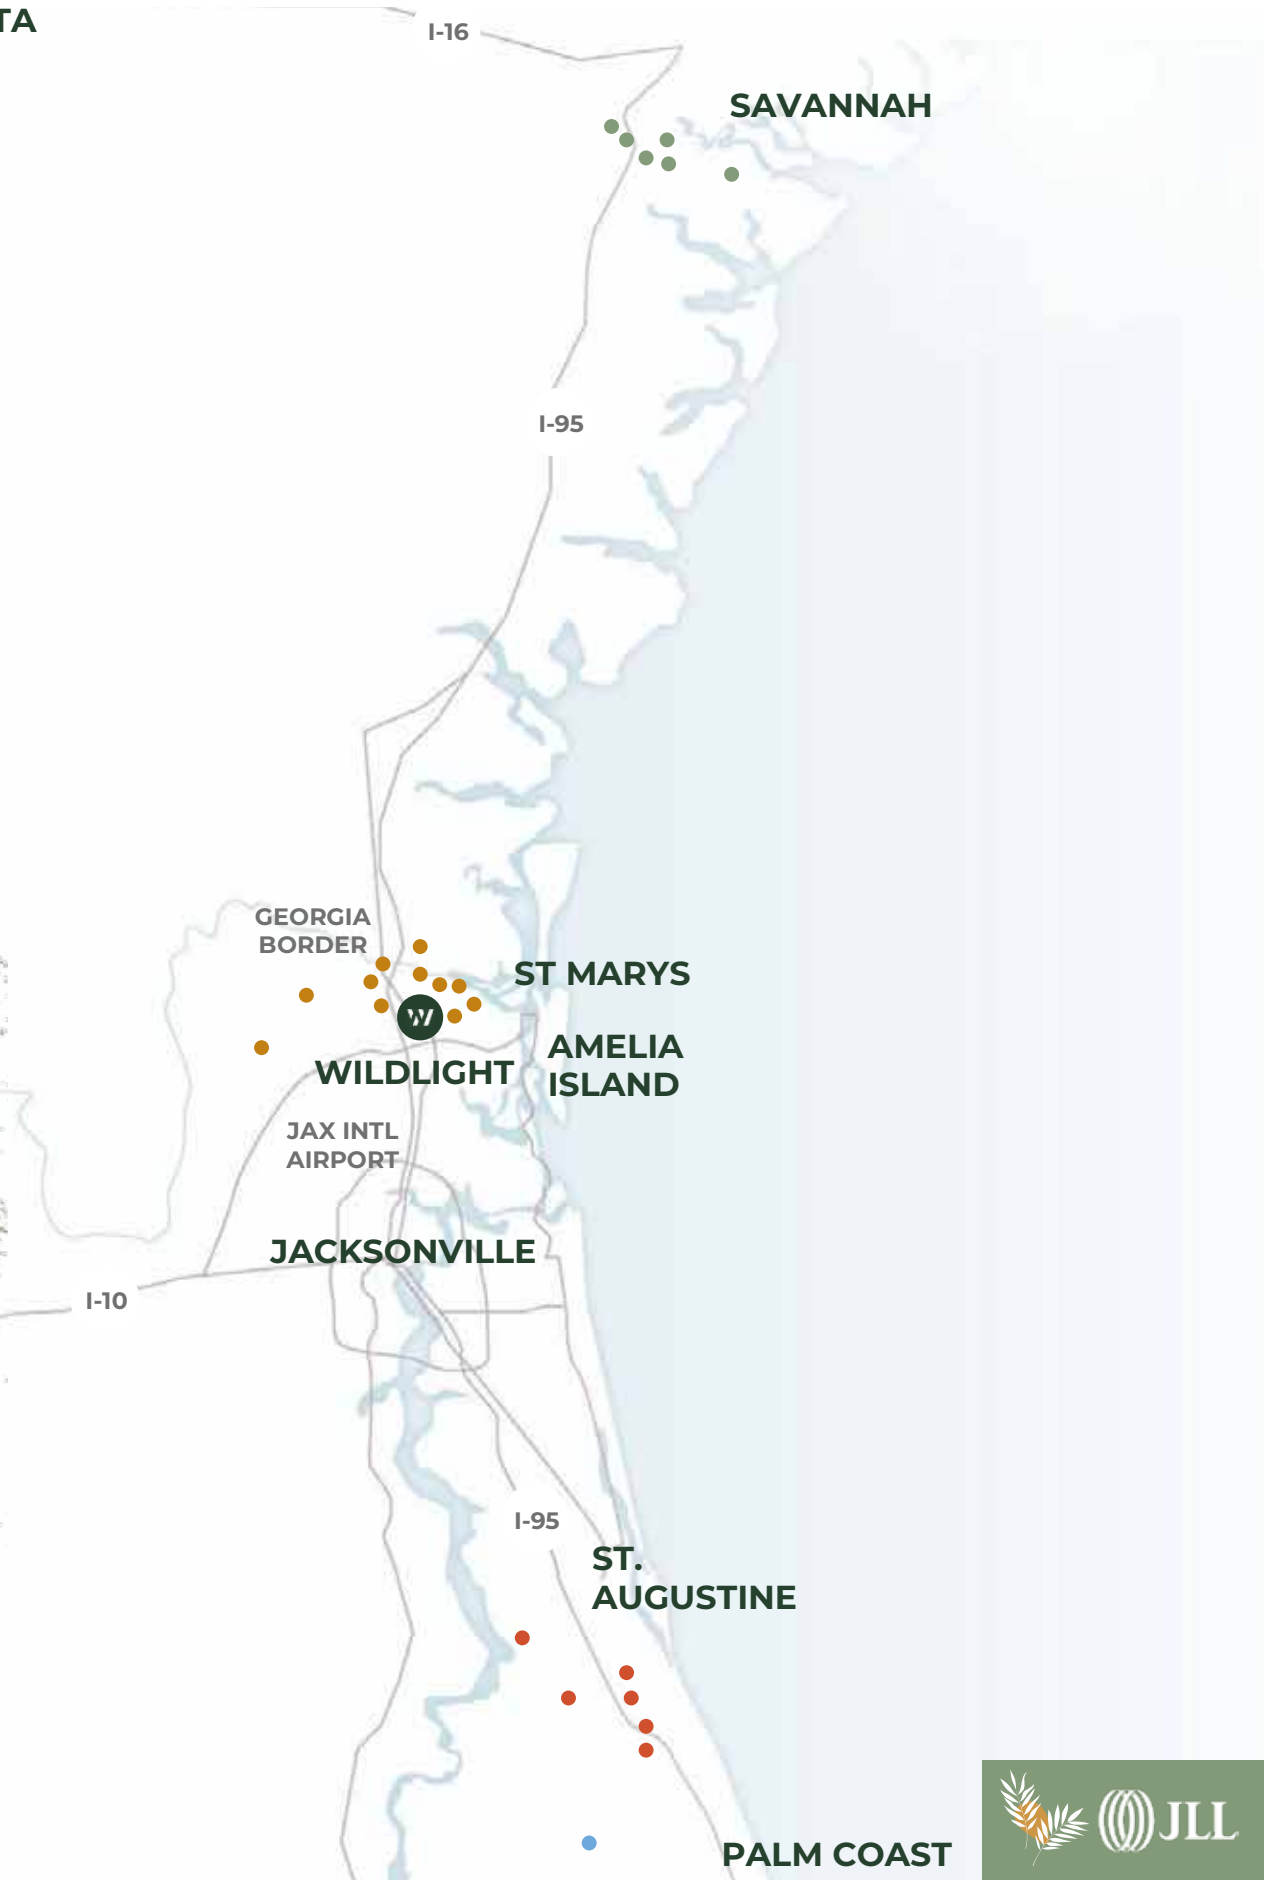 TA
I-16
SAVANNAH
I-95
GEORGIA
BORDER
ST MARYS
W
AMELIA
ISLAND
WILDLIGHT
JAX INTL
AIRPORT
JACKSONVILLE
I-10
I-95
ST.
AUGUSTINE
PALM COAST
JLL